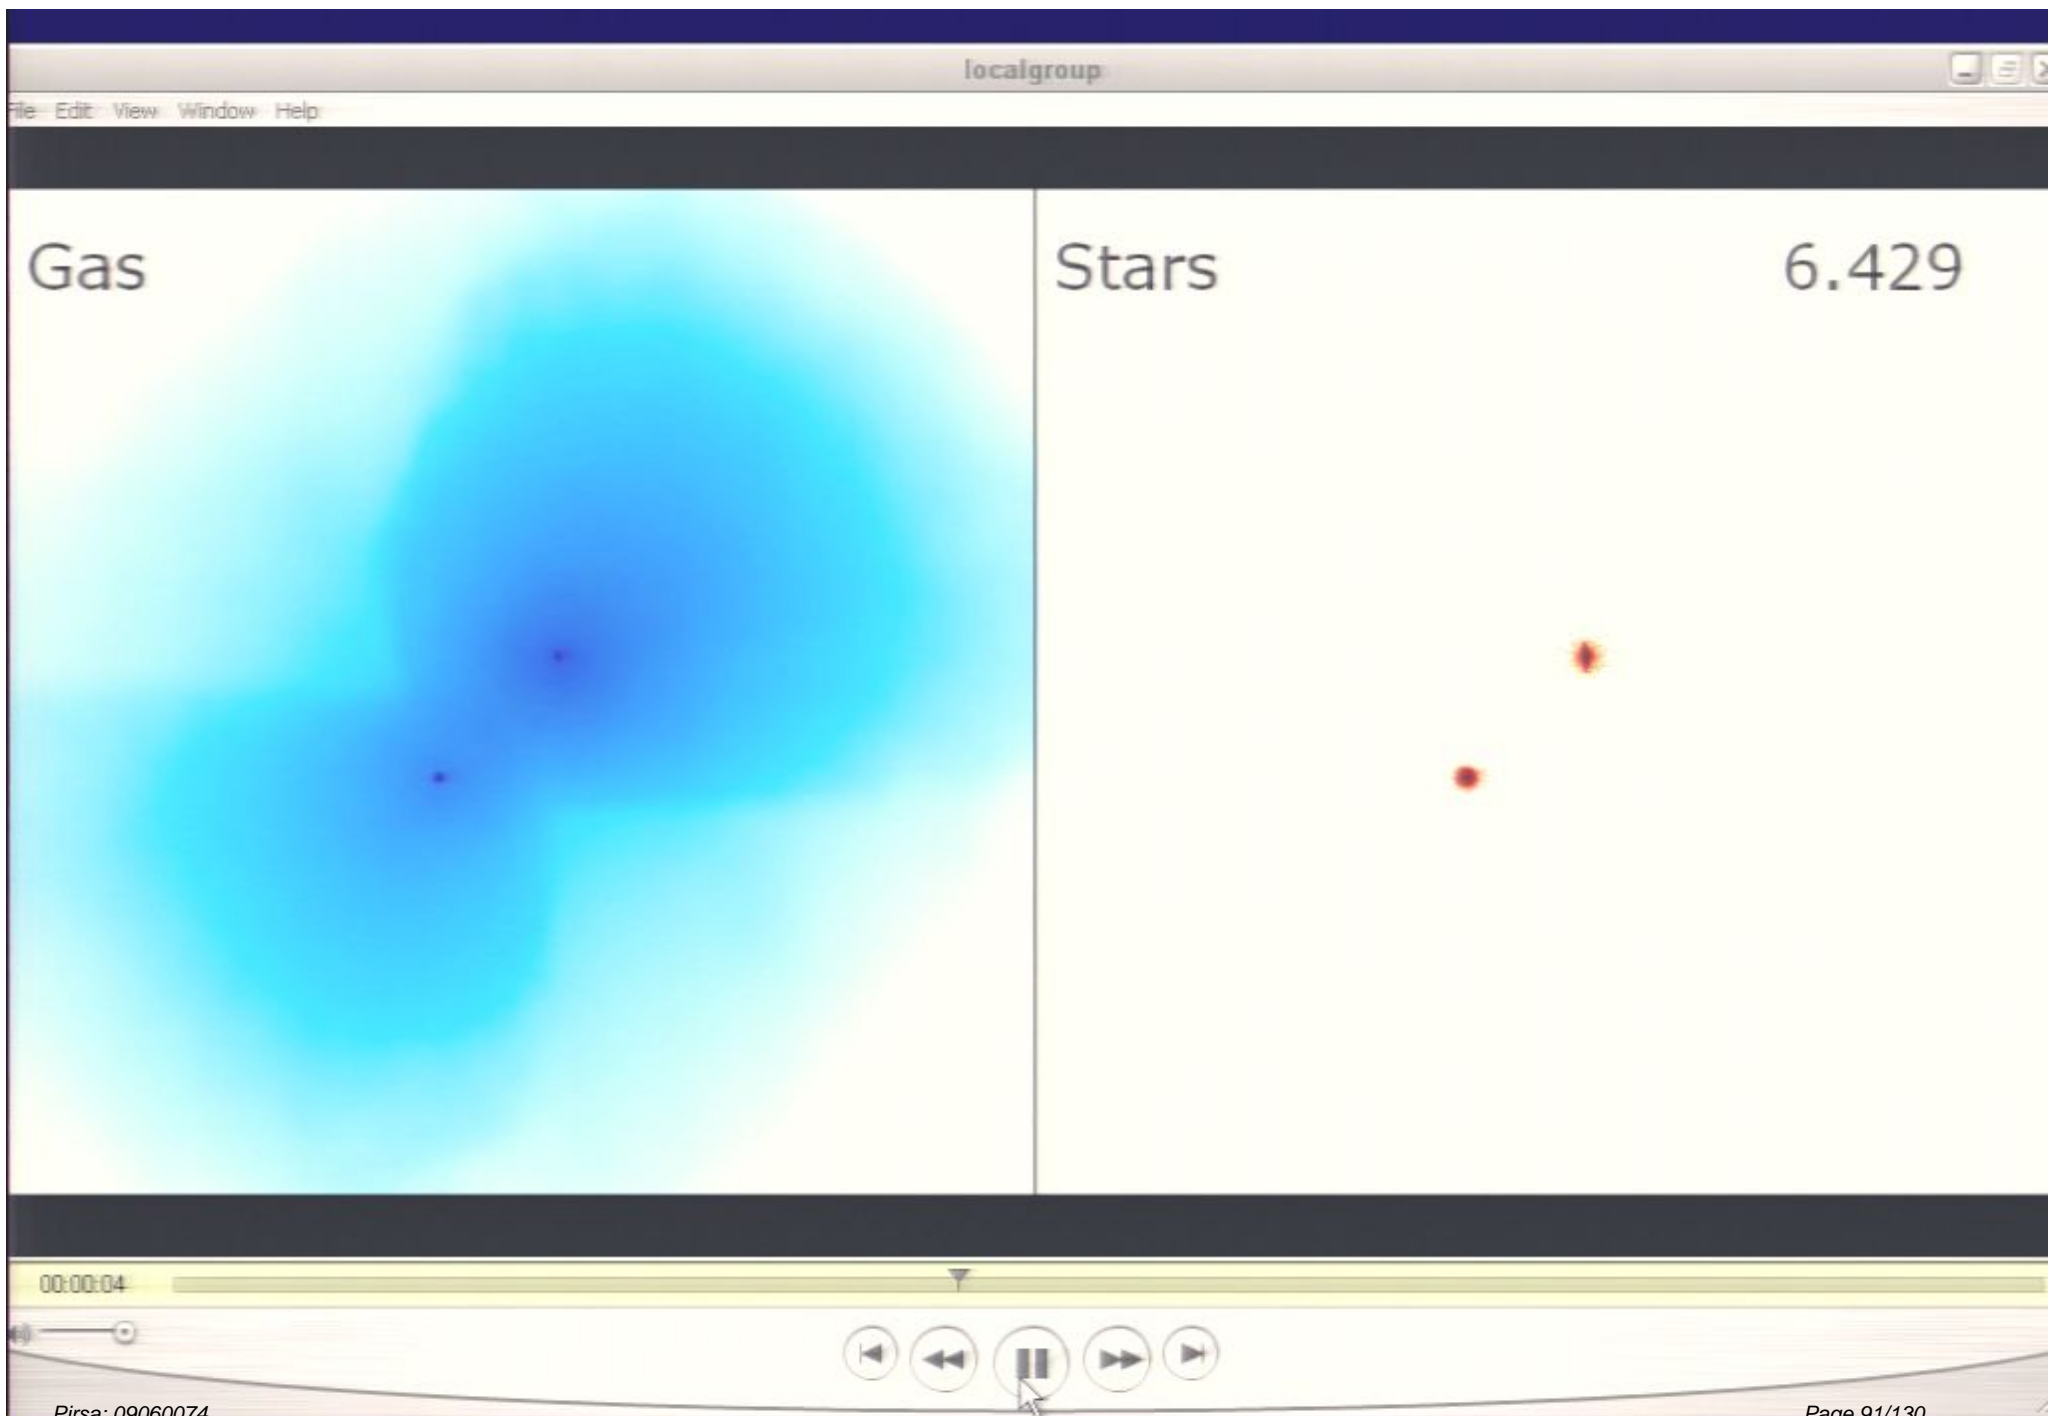 localgroup
File Edit View Window Help
Gas
Stars
6.429
00:00:04
Pirsa: 09060074
Page 91/130